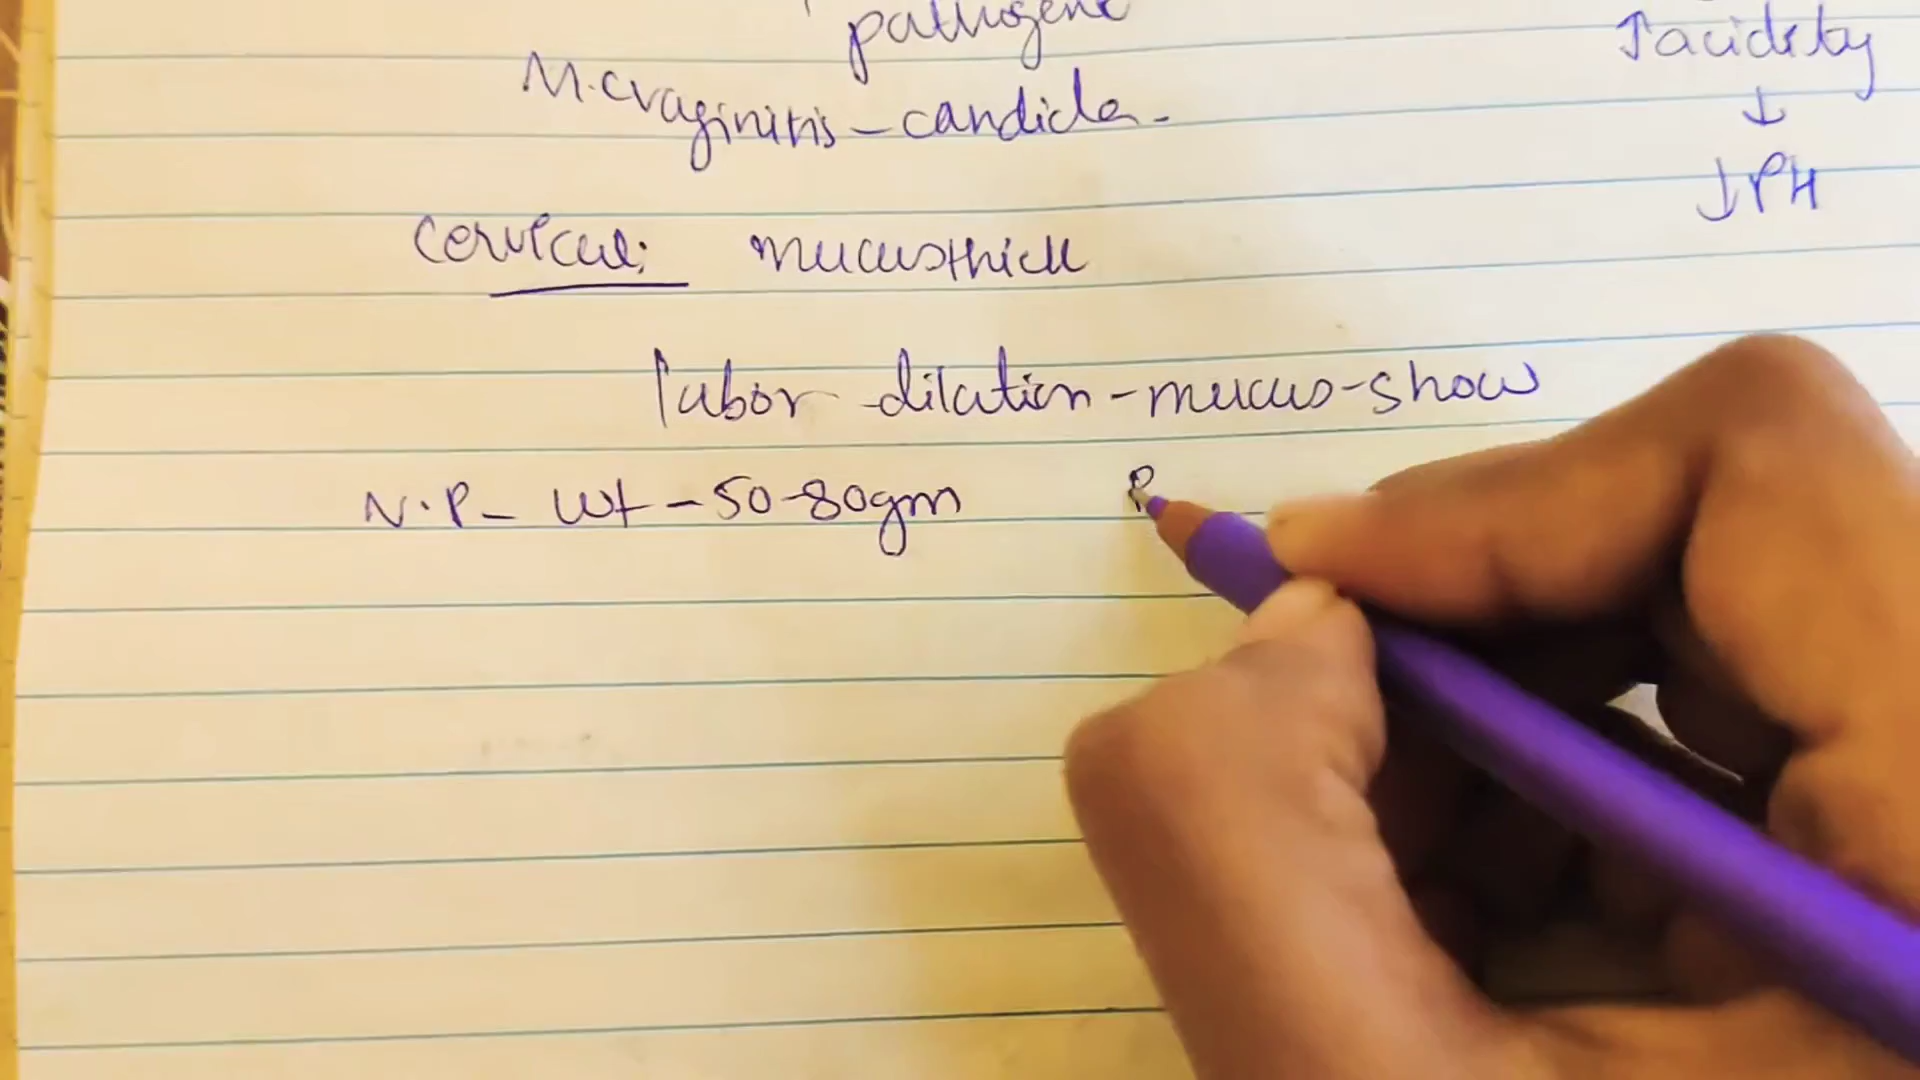 pathogenic
↑acidity
M.C vaginitis - candida -
↓
↓PH
Cervical: mucus thick
labor - dilation - mucus - show
N.P - Wt - 50-80gm P